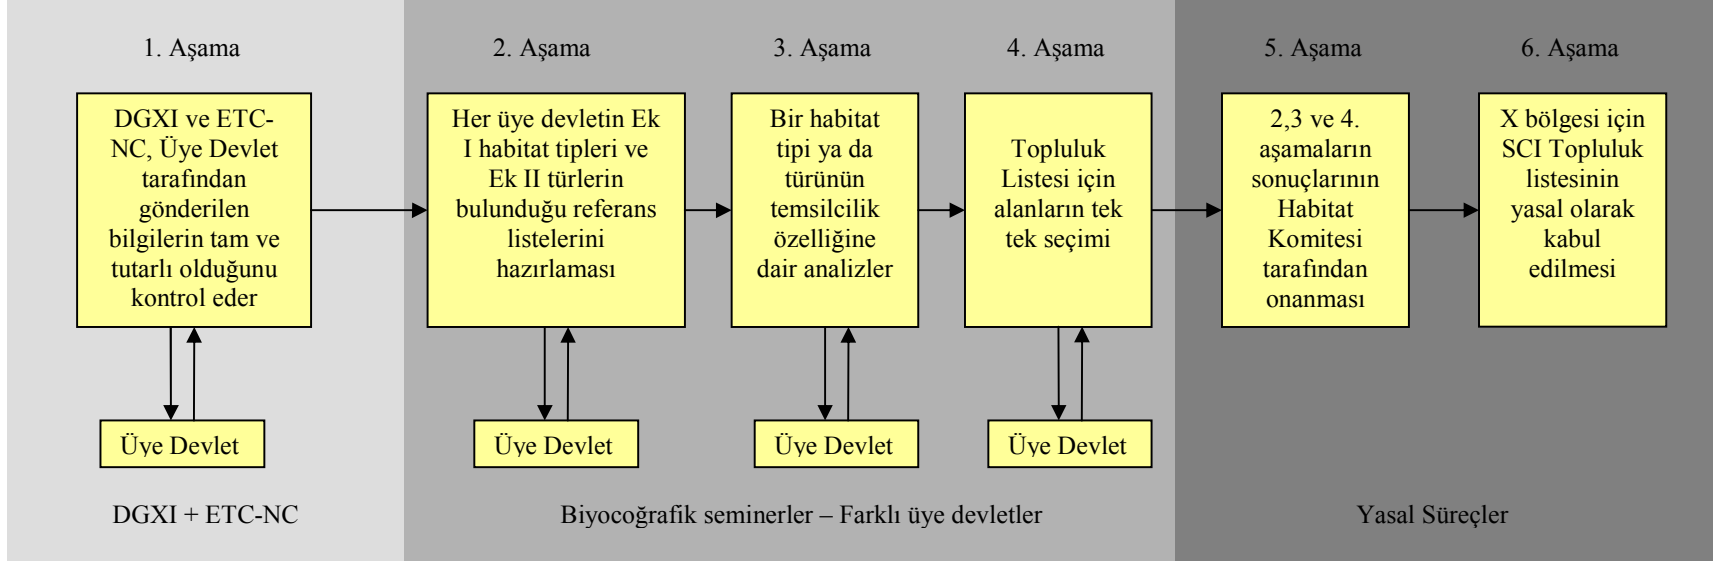 1. Aşama
DGXI ve ETC-
NC, Üye Devlet
tarafından
gönderilen
bilgilerin tam ve
tutarlı olduğunu
kontrol eder
Üye Devlet
DGXI + ETC-NC
2. Aşama
Her üye devletin Ek
I habitat tipleri ve
Ek II türlerin
bulunduğu referans
listelerini
hazırlaması
Üye Devlet
3. Aşama
Bir habitat
tipi ya da
türünün
temsilcilik
özelliğine
dair analizler
Üye Devlet
4. Aşama
Topluluk
Listesi için
alanların tek
tek seçimi
Üye Devlet
Biyocoğrafik seminerler – Farklı üye devletler
5. Aşama
2,3 ve 4.
aşamaların
sonuçlarının
Habitat
Komitesi
tarafından
onanması
6. Aşama
X bölgesi için
SCI Topluluk
listesinin
yasal olarak
kabul
edilmesi
Yasal Süreçler